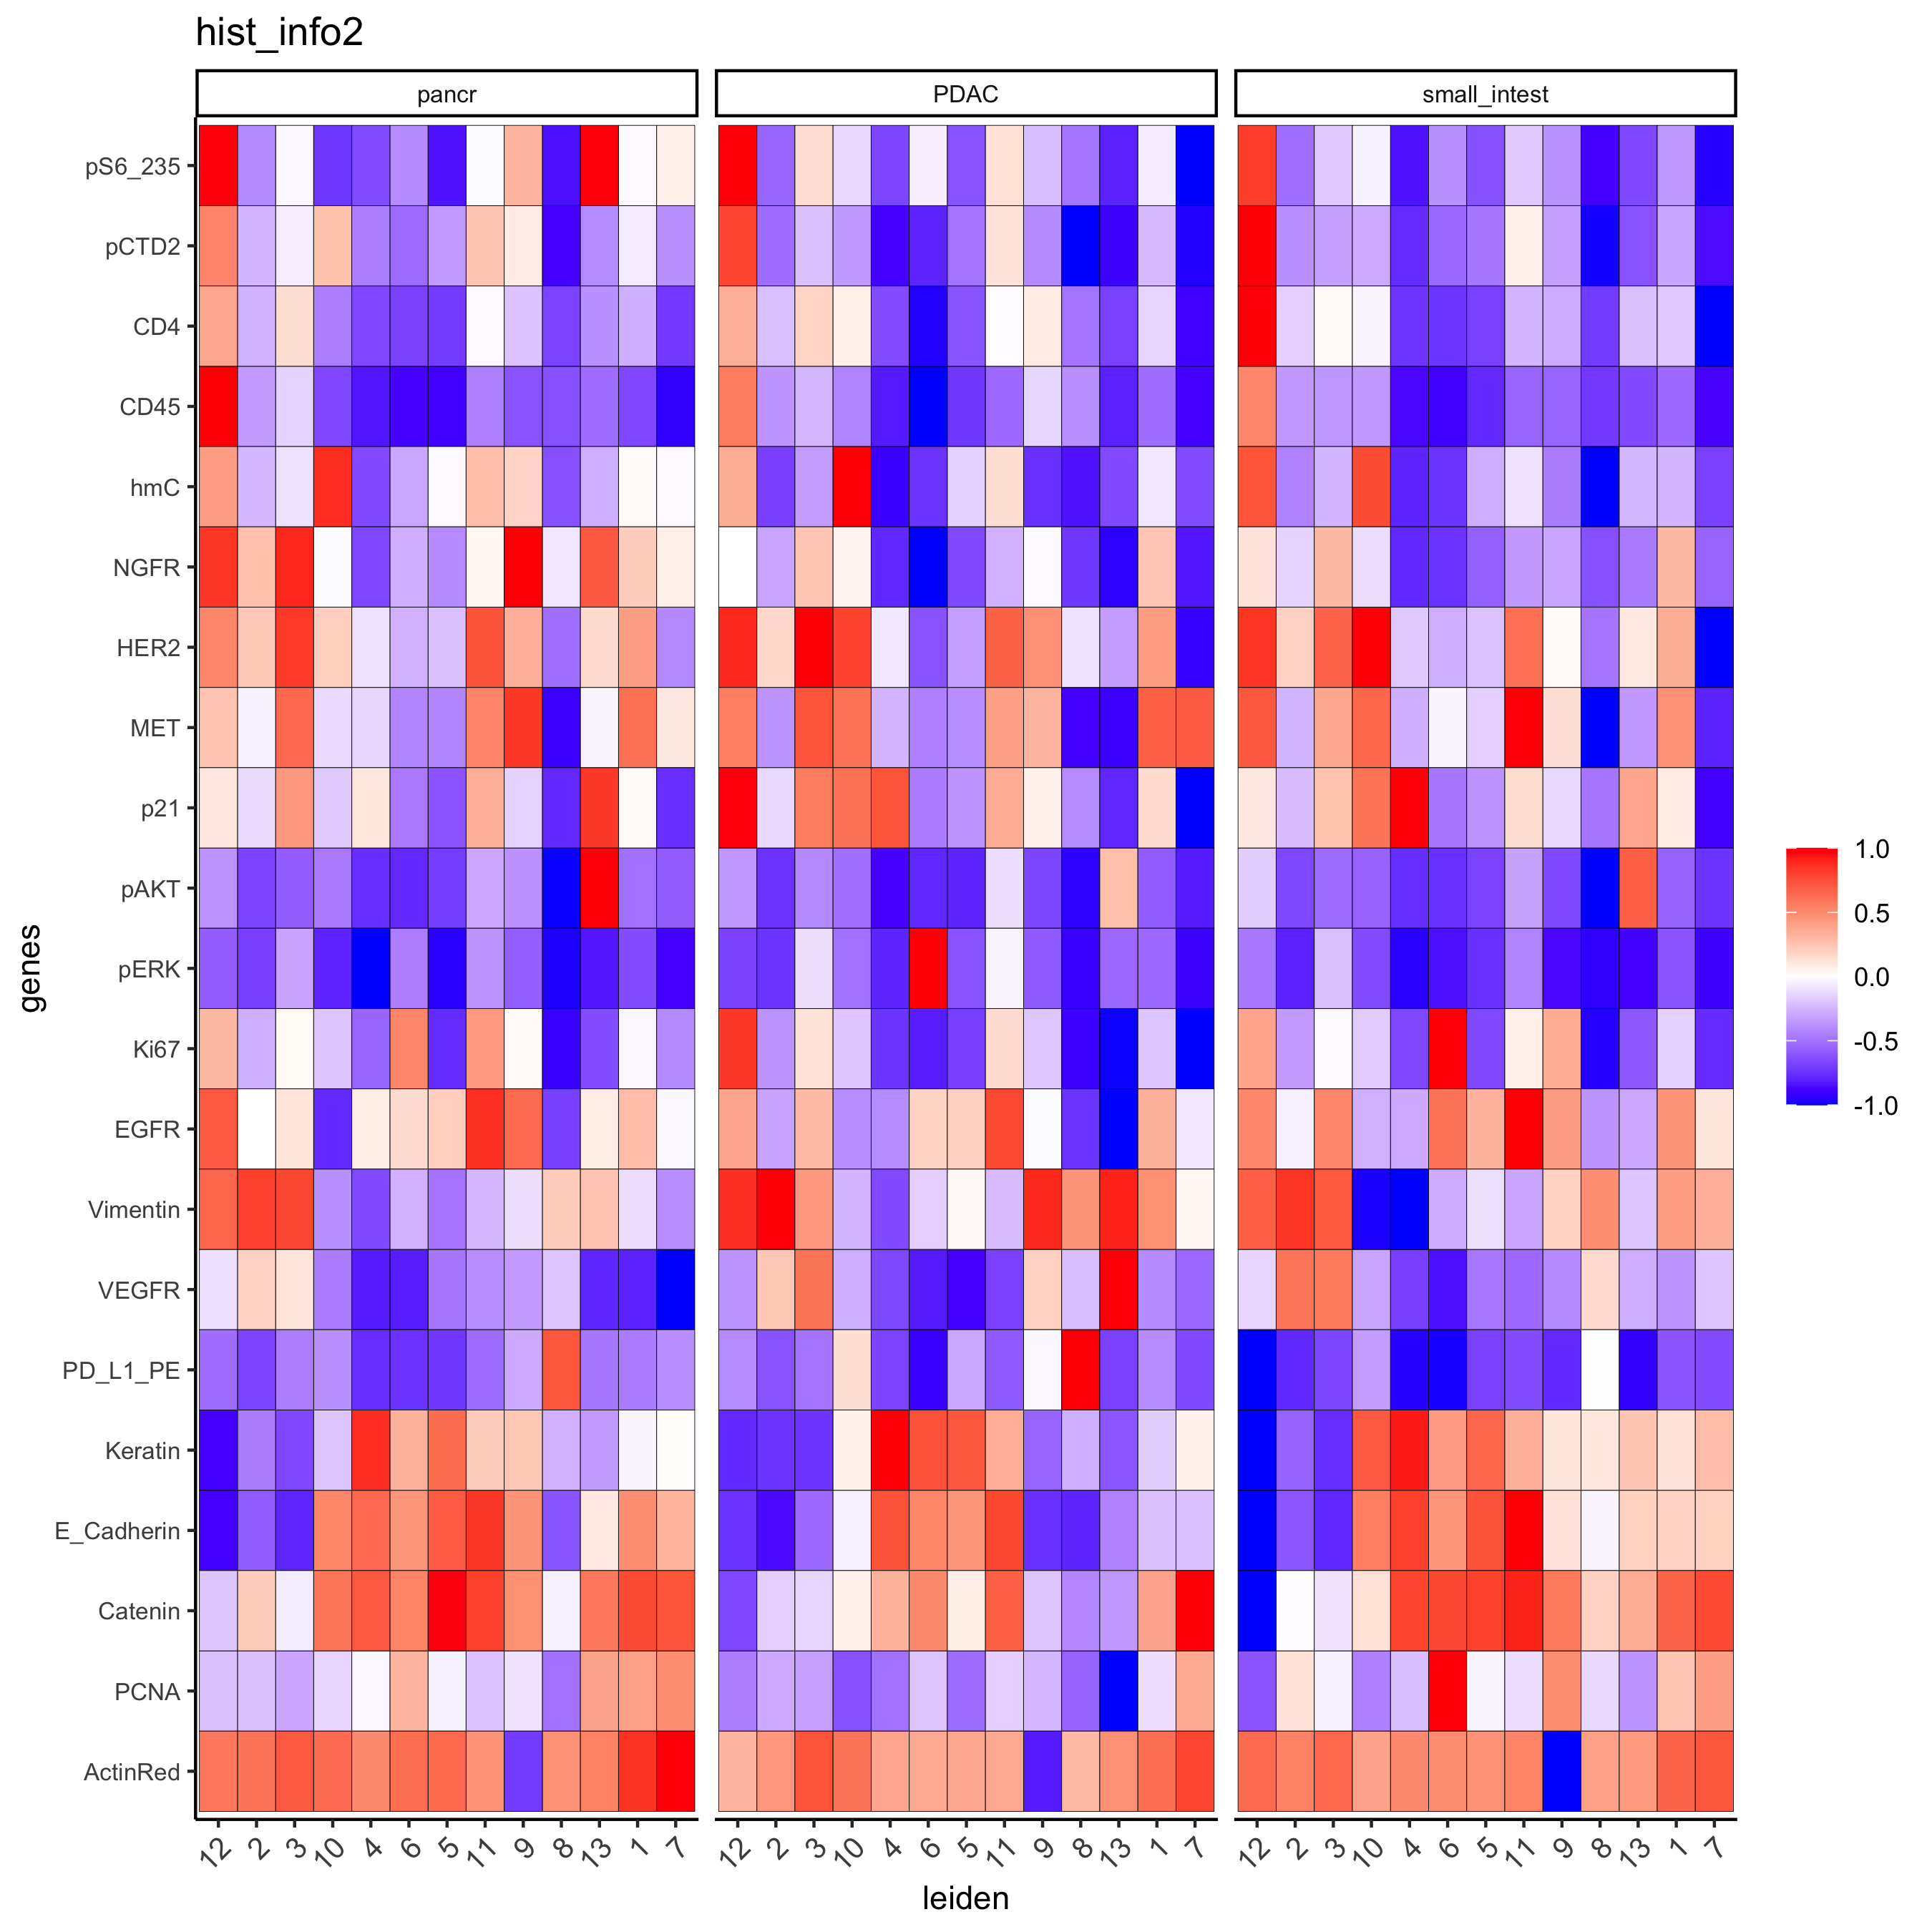 hist_info2
pancr PDAC small_intest
pS6_235
pCTD2
CD4
CD45
hmC
NGFR
HER2
MET
p21
pAKT
pERK
Ki67
EGFR
Vimentin
VEGFR
PD_L1_PE
Keratin
E_Cadherin
Catenin
PCNA
ActinRed
genes
12 2 3 10 4 6 5 11 9 8 13 1 7 12 2 3 10 4 6 5 11 9 8 13 1 7 12 2 3 10 4 6 5 11 9 8 13 1 7
leiden
1.0
0.5
0.0
-0.5
-1.0